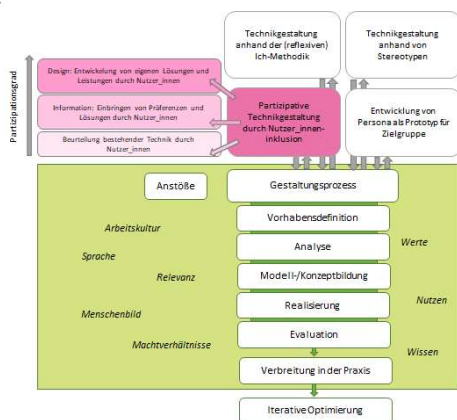 Technikgestaltung
anhand der (reflexiven)
Ich-Methodik
Technikgestaltung
anhand von
Stereotypen
Partizipationsgrad
Design: Entwickelung von eigenen Lösungen und
Leistungen durch Nutzer_innen
Information: Einbringen von Präferenzen und
Lösungen durch Nutzer_innen
Beurteilung bestehender Technik durch
Nutzer_innen
Partizipative
Technikgestaltung
durch Nutzer_innen-
inklusion
Entwicklung von
Persona als Prototyp für
Zielgruppe
Anstöße
Gestaltungsprozess
Vorhabensdefinition
Arbeitskultur
Analyse
Werte
Sprache
Relevanz
Modell-/Konzeptbildung
Realisierung
Nutzen
Menschenbild
Evaluation
Machtverhältnisse
Wissen
Verbreitung in der Praxis
Iterative Optimierung